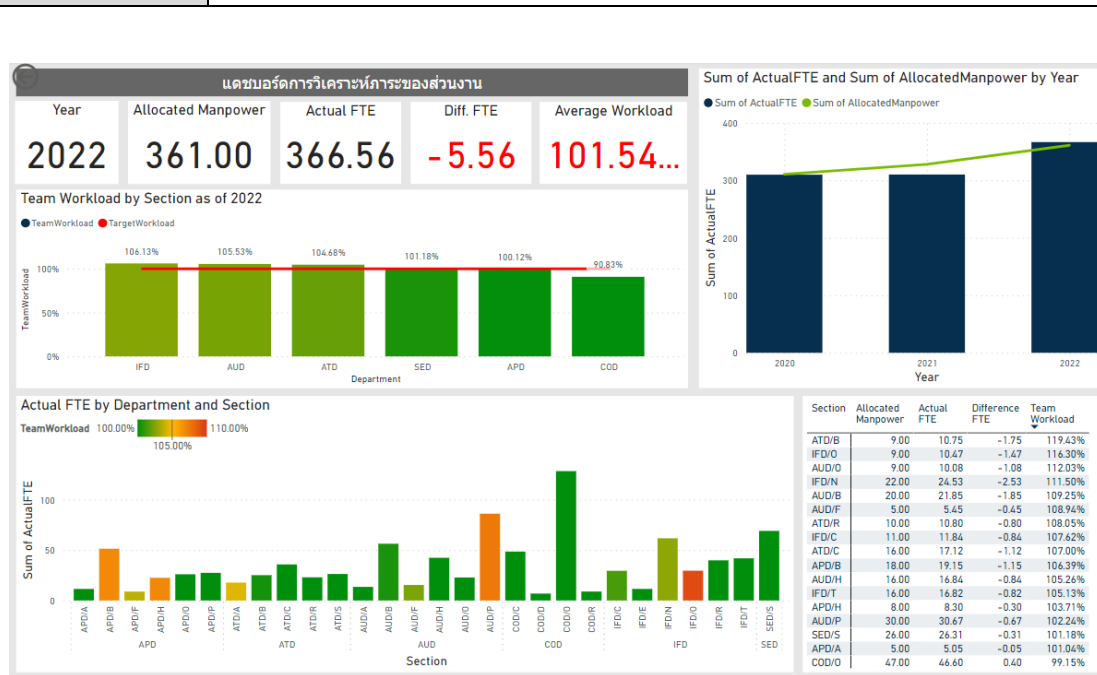 แดชบอร์ดการวิเคราะห์ภาระของส่วนงาน
Year
2022
Allocated Manpower
361.00
Actual FTE
366.56
Diff. FTE
-5.56
Average Workload
101.54...
Team Workload by Section as of 2022
TeamWorkload TargetWorkload
TeamWorkload
106.13% 105.53% 104.68% 101.18% 100.12% 90.83%
100%
50%
0%
IFD AUD ATD SED APD COD
Department
Sum of ActualFTE and Sum of AllocatedManpower by Year
Sum of ActualFTE Sum of AllocatedManpower
Sum of ActualFTE
400
300
200
100
0
2020 2021 2022
Year
Actual FTE by Department and Section
TeamWorkload 100.00% 110.00%
105.00%
Sum of ActualFTE
100
50
0
APD/A APD/B APD/F APD/H APD/O APD/P ATD/A ATD/B ATD/C ATD/R ATD/S AUD/A AUD/B AUD/F AUD/H AUD/O AUD/P COD/C COD/D COD/O COD/R IFD/C IFD/E IFD/N IFD/O IFD/R IFD/T SED/S
APD ATD AUD COD IFD SED
Section
Section Allocated Manpower Actual FTE Difference FTE Team Workload
ATD/B 9.00 10.75 -1.75 119.43%
IFD/O 9.00 10.47 -1.47 116.30%
AUD/O 9.00 10.08 -1.08 112.03%
IFD/N 22.00 24.53 -2.53 111.50%
AUD/B 20.00 21.85 -1.85 109.25%
AUD/F 5.00 5.45 -0.45 108.94%
ATD/R 10.00 10.80 -0.80 108.05%
IFD/C 11.00 11.84 -0.84 107.62%
ATD/C 16.00 17.12 -1.12 107.00%
APD/B 18.00 19.15 -1.15 106.39%
AUD/H 16.00 16.84 -0.84 105.26%
IFD/T 16.00 16.82 -0.82 105.13%
APD/H 8.00 8.30 -0.30 103.71%
AUD/P 30.00 30.67 -0.67 102.24%
SED/S 26.00 26.31 -0.31 101.18%
APD/A 5.00 5.05 -0.05 101.04%
COD/O 47.00 46.60 0.40 99.15%